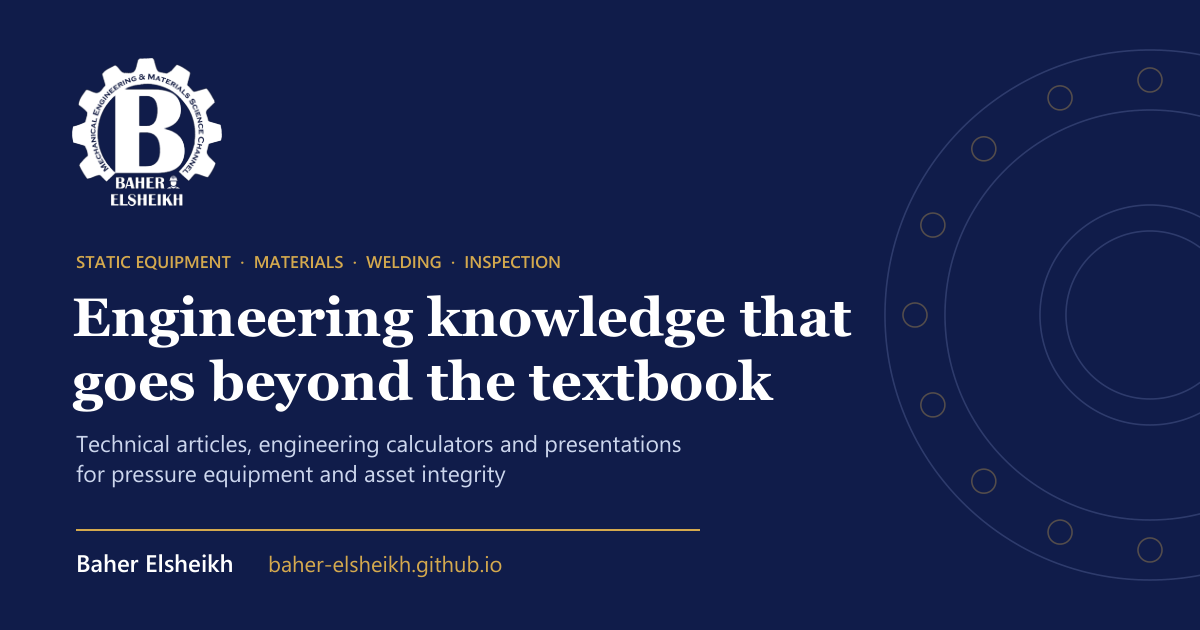 MECHANICAL ENGINEERING & MATERIALS SCIENCE CHANNEL
B
BAHER
ELSHEIKH
STATIC EQUIPMENT · MATERIALS · WELDING · INSPECTION
Engineering knowledge that
goes beyond the textbook
Technical articles, engineering calculators and presentations
for pressure equipment and asset integrity
Baher Elsheikh baher-elsheikh.github.io